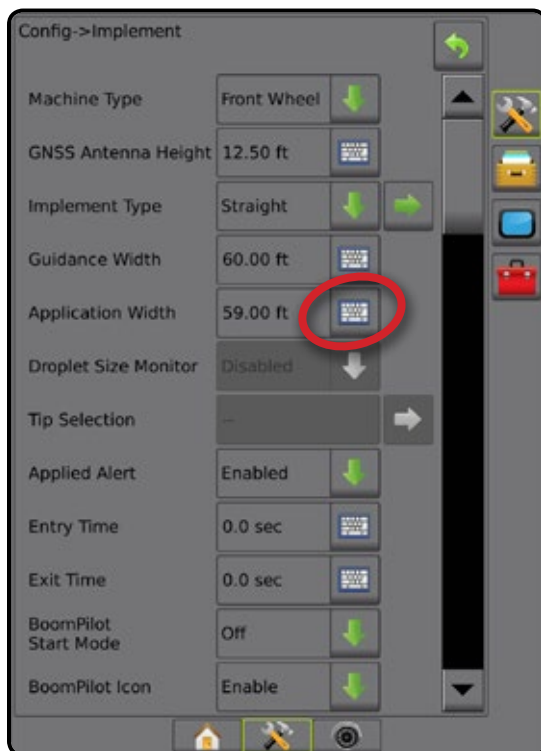 Config->Implement
Machine Type Front Wheel
GNSS Antenna Height 12.50 ft
Implement Type Straight
Guidance Width 60.00 ft
Application Width 59.00 ft
Droplet Size Monitor Disabled
Tip Selection --
Applied Alert Enabled
Entry Time 0.0 sec
Exit Time 0.0 sec
BoomPilot
Start Mode Off
BoomPilot Icon Enable